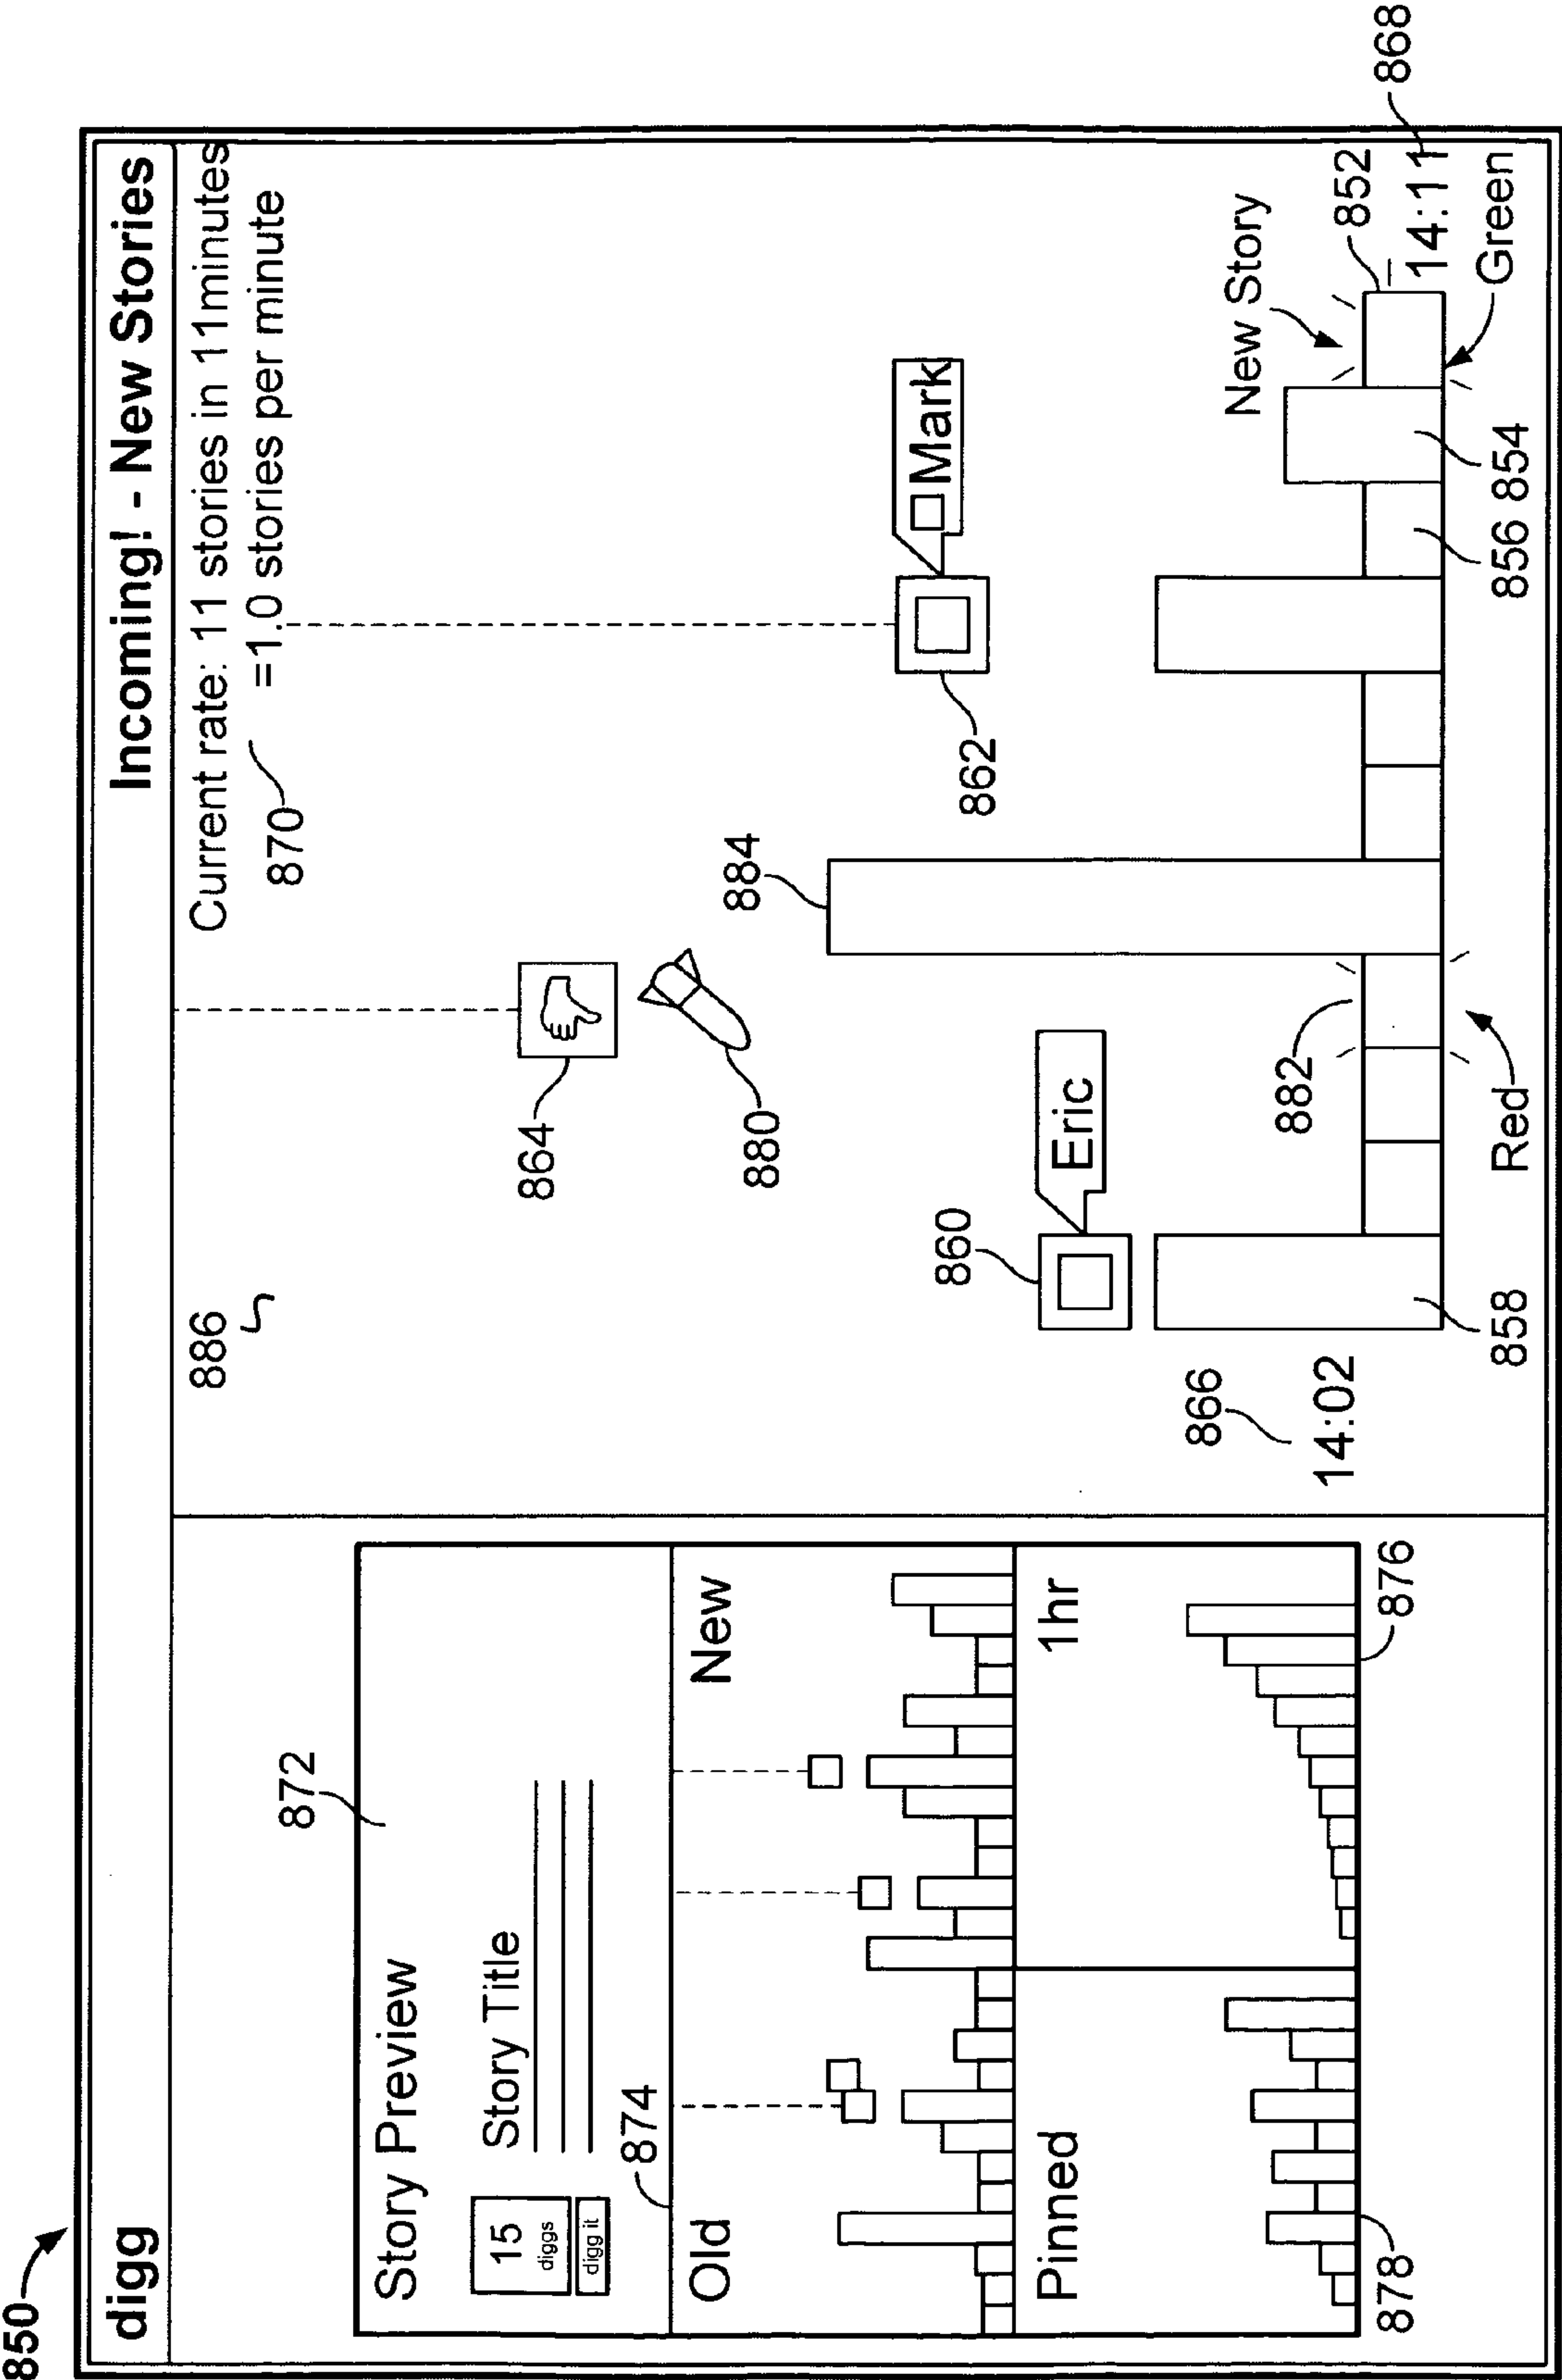 850
digg
Incoming! - New Stories
Story Preview
872
15
diggs
digg it
Story Title
874
Old
New
Pinned
1hr
878
876
886
Current rate: 11 stories in 11minutes
=1.0 stories per minute
870
864
880
884
862
Mark
860
Eric
866
14:02
882
New Story
852
14:11
868
858
Red
856
854
Green